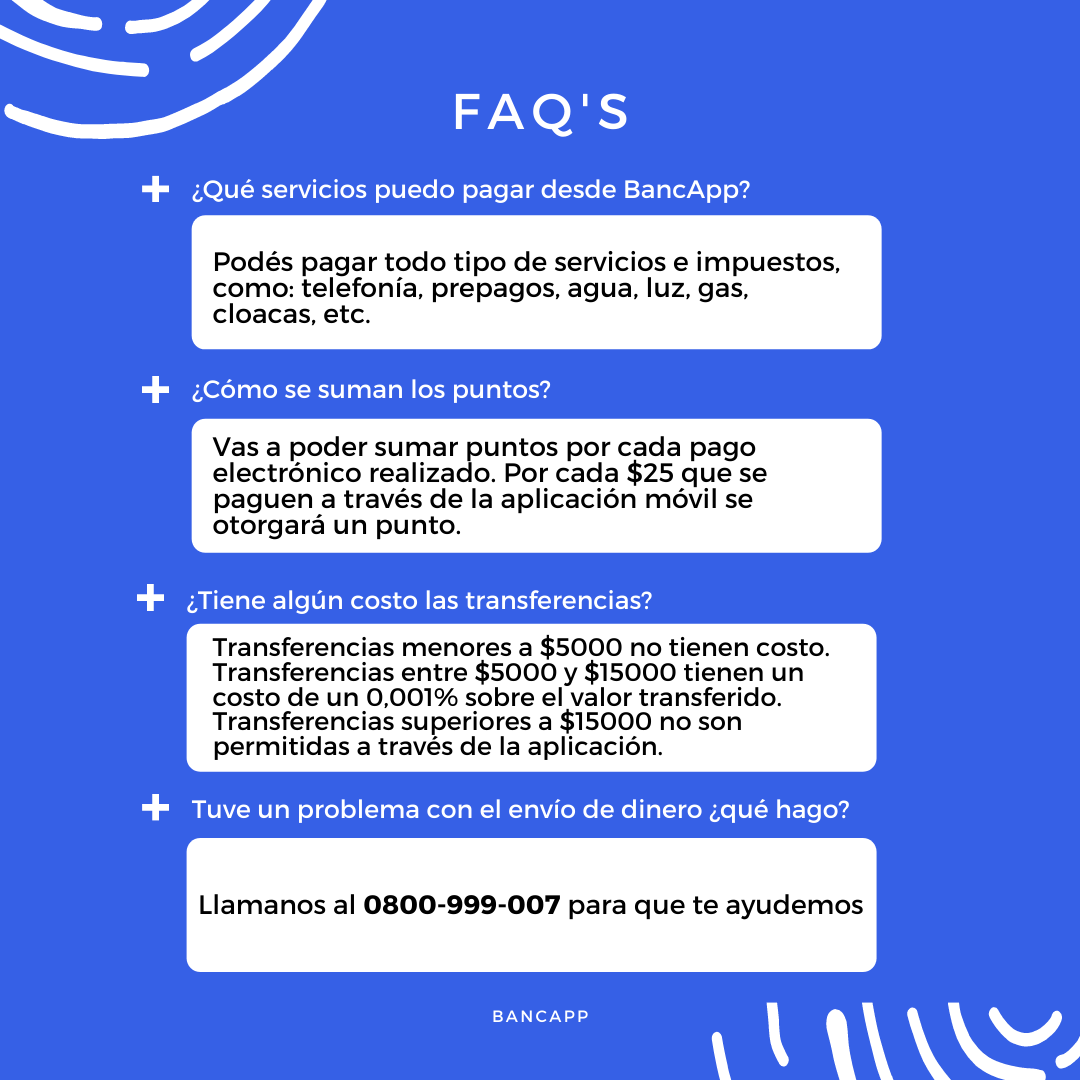 FAQ'S
¿Qué servicios puedo pagar desde BancApp?
Podés pagar todo tipo de servicios e impuestos,
como: telefonía, prepagos, agua, luz, gas,
cloacas, etc.
¿Cómo se suman los puntos?
Vas a poder sumar puntos por cada pago
electrónico realizado. Por cada $25 que se
paguen a través de la aplicación móvil se
otorgará un punto.
¿Tiene algún costo las transferencias?
Transferencias menores a $5000 no tienen costo.
Transferencias entre $5000 y $15000 tienen un
costo de un 0,001% sobre el valor transferido.
Transferencias superiores a $15000 no son
permitidas a través de la aplicación.
Tuve un problema con el envío de dinero ¿qué hago?
Llamanos al 0800-999-007 para que te ayudemos
BANCAPP